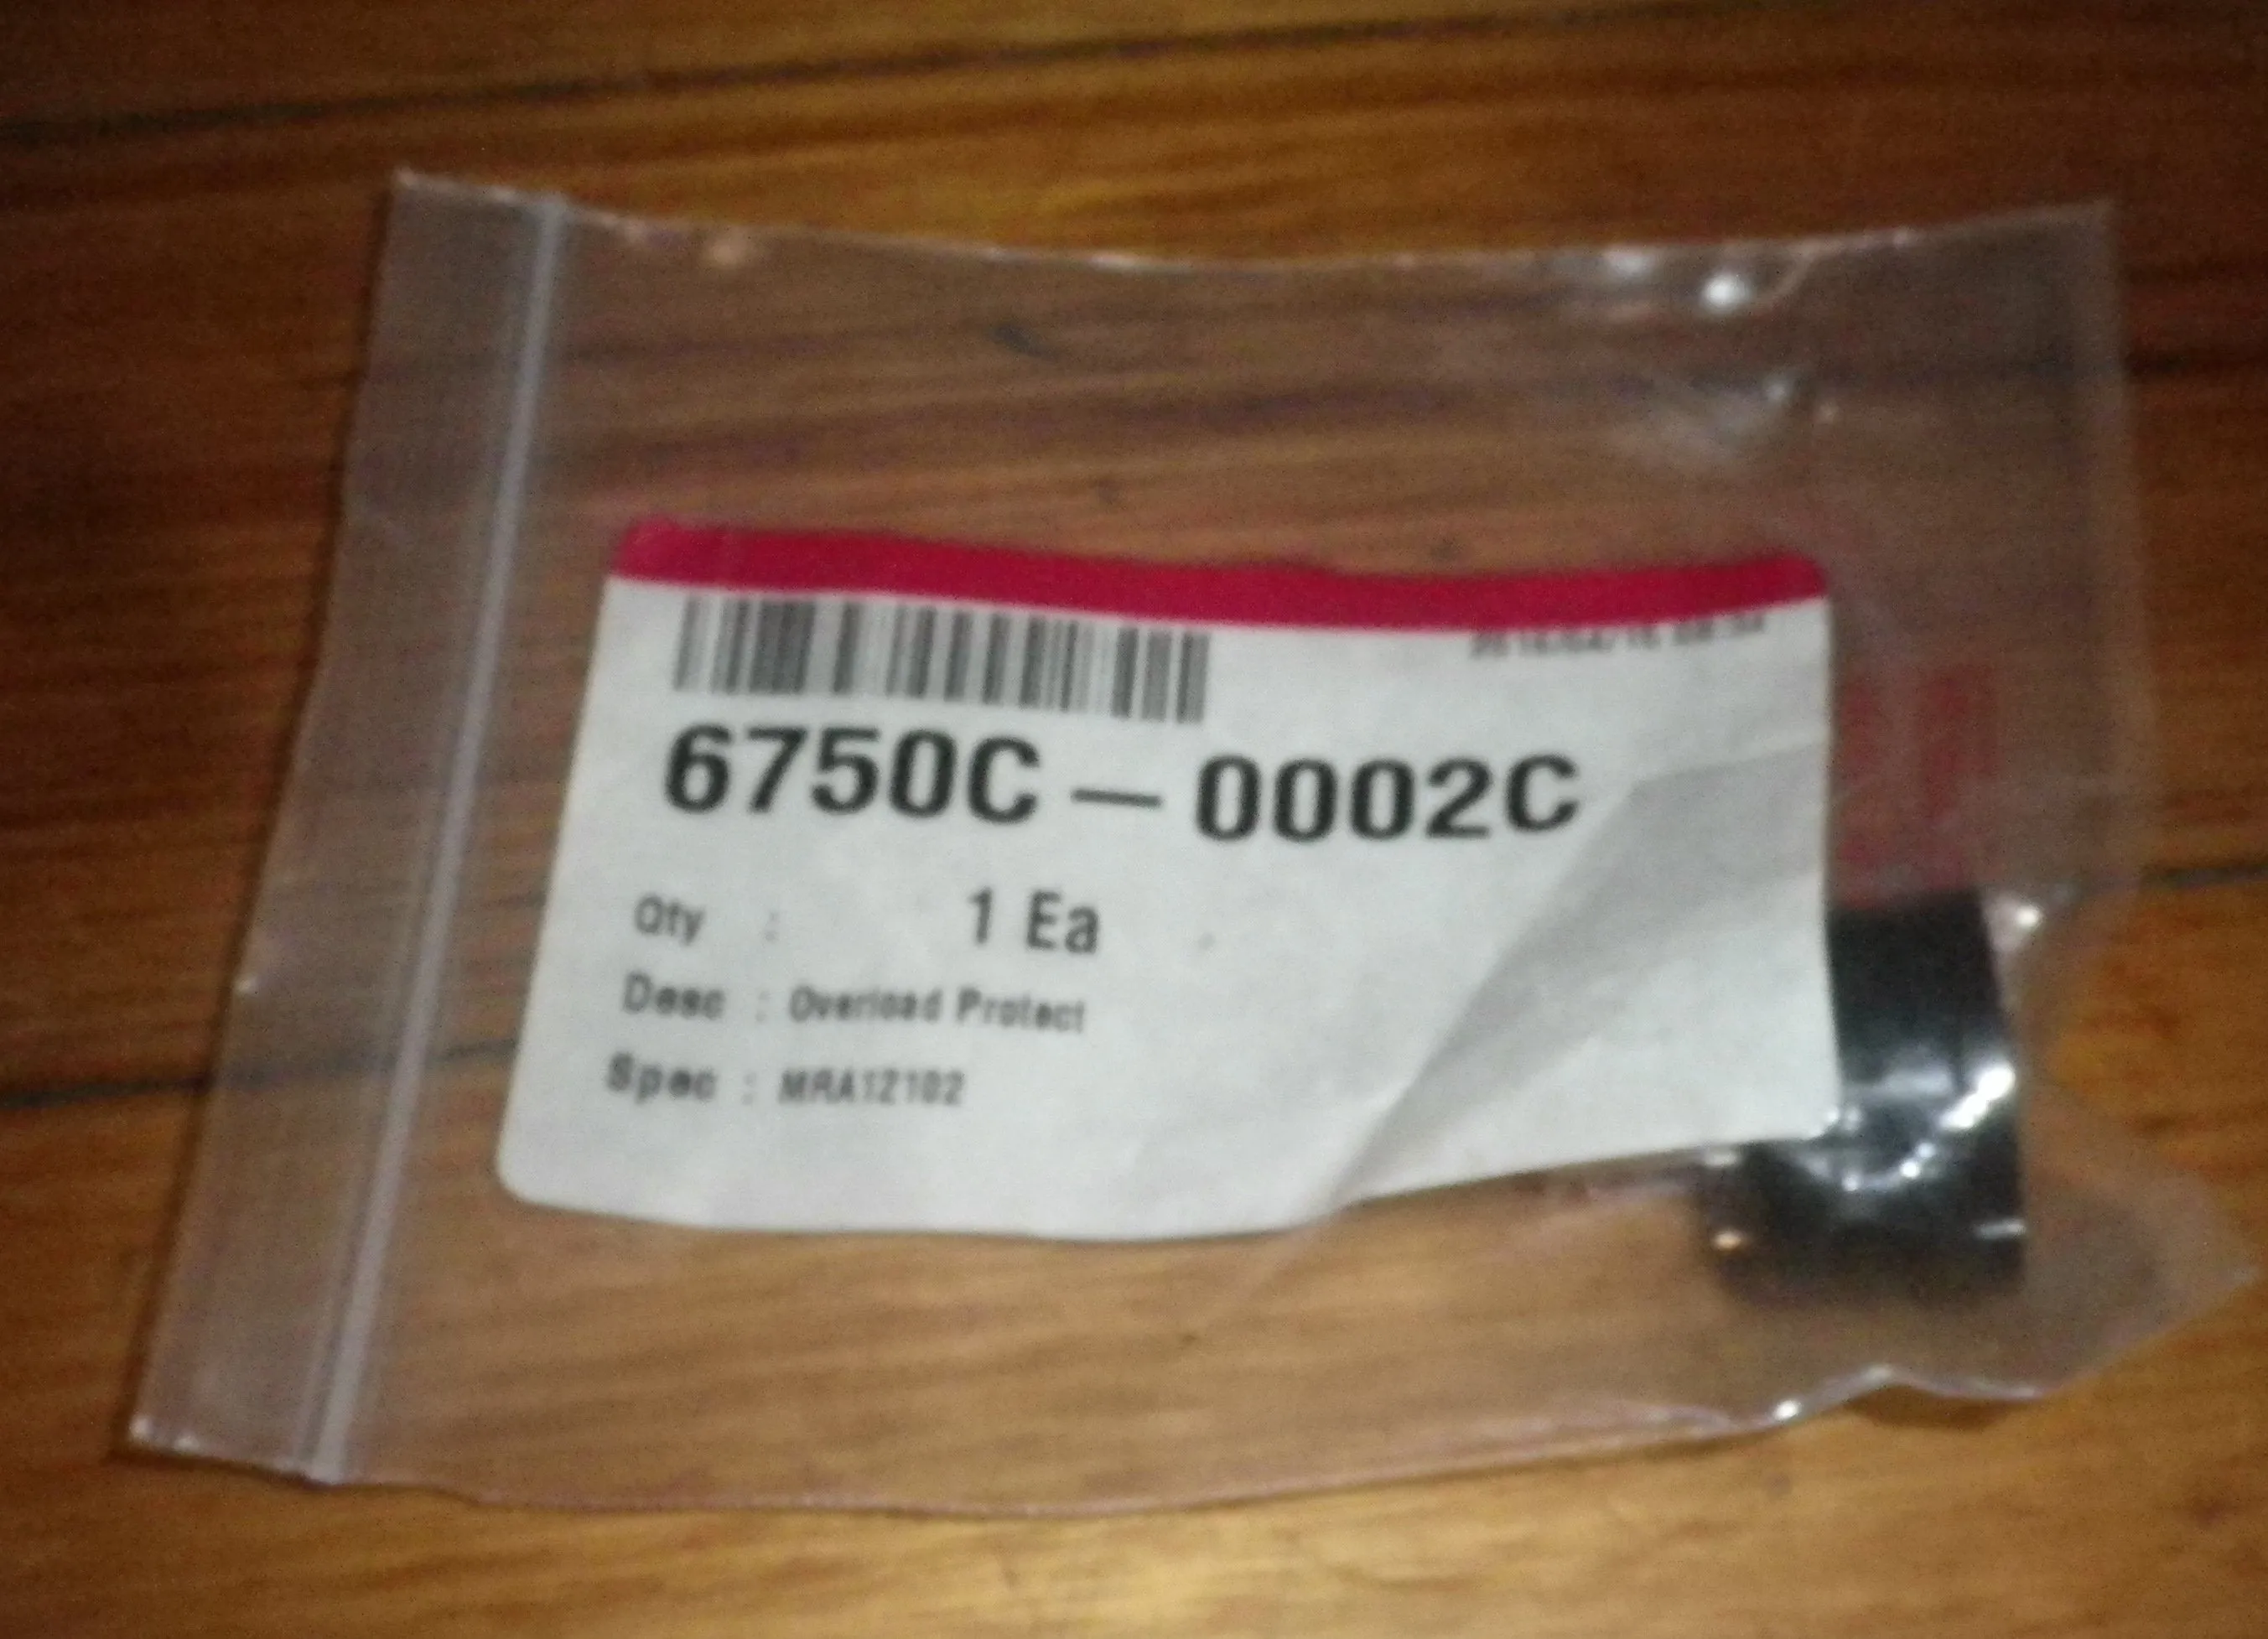 6750C-0002C
Qty : 1 Ea
Desc : Overload Protect
Spec : MRA12102